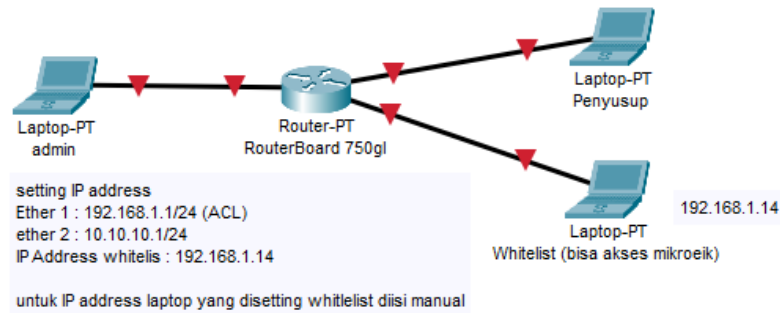 Laptop-PT
Penyusup
Laptop-PT
admin
Router-PT
RouterBoard 750gl
setting IP address
Ether 1 : 192.168.1.1/24 (ACL)
ether 2 : 10.10.10.1/24
IP Address whitelis : 192.168.1.14
untuk IP address laptop yang disetting whitlelist diisi manual
192.168.1.14
Laptop-PT
Whitelist (bisa akses mikroeik)